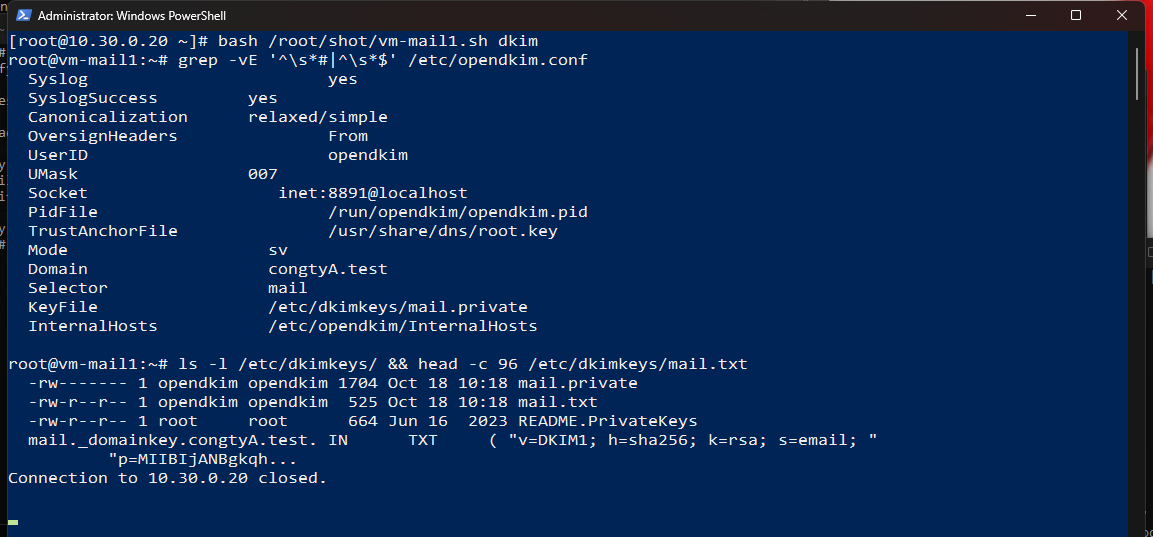 Administrator: Windows PowerShell
[root@10.30.0.20 ~]# bash /root/shot/vm-mail1.sh dkim
root@vm-mail1:~# grep -vE '^\s*#|^\s*$' /etc/opendkim.conf
Syslog yes
SyslogSuccess yes
Canonicalization relaxed/simple
OversignHeaders From
UserID opendkim
UMask 007
Socket inet:8891@localhost
PidFile /run/opendkim/opendkim.pid
TrustAnchorFile /usr/share/dns/root.key
Mode sv
Domain congtyA.test
Selector mail
KeyFile /etc/dkimkeys/mail.private
InternalHosts /etc/opendkim/InternalHosts
root@vm-mail1:~# ls -l /etc/dkimkeys/ && head -c 96 /etc/dkimkeys/mail.txt
-rw------- 1 opendkim opendkim 1704 Oct 18 10:18 mail.private
-rw-r--r-- 1 opendkim opendkim 525 Oct 18 10:18 mail.txt
-rw-r--r-- 1 root root 664 Jun 16 2023 README.PrivateKeys
mail._domainkey.congtyA.test. IN TXT ( "v=DKIM1; h=sha256; k=rsa; s=email; "
"p=MIIBIjANBgkqh...
Connection to 10.30.0.20 closed.